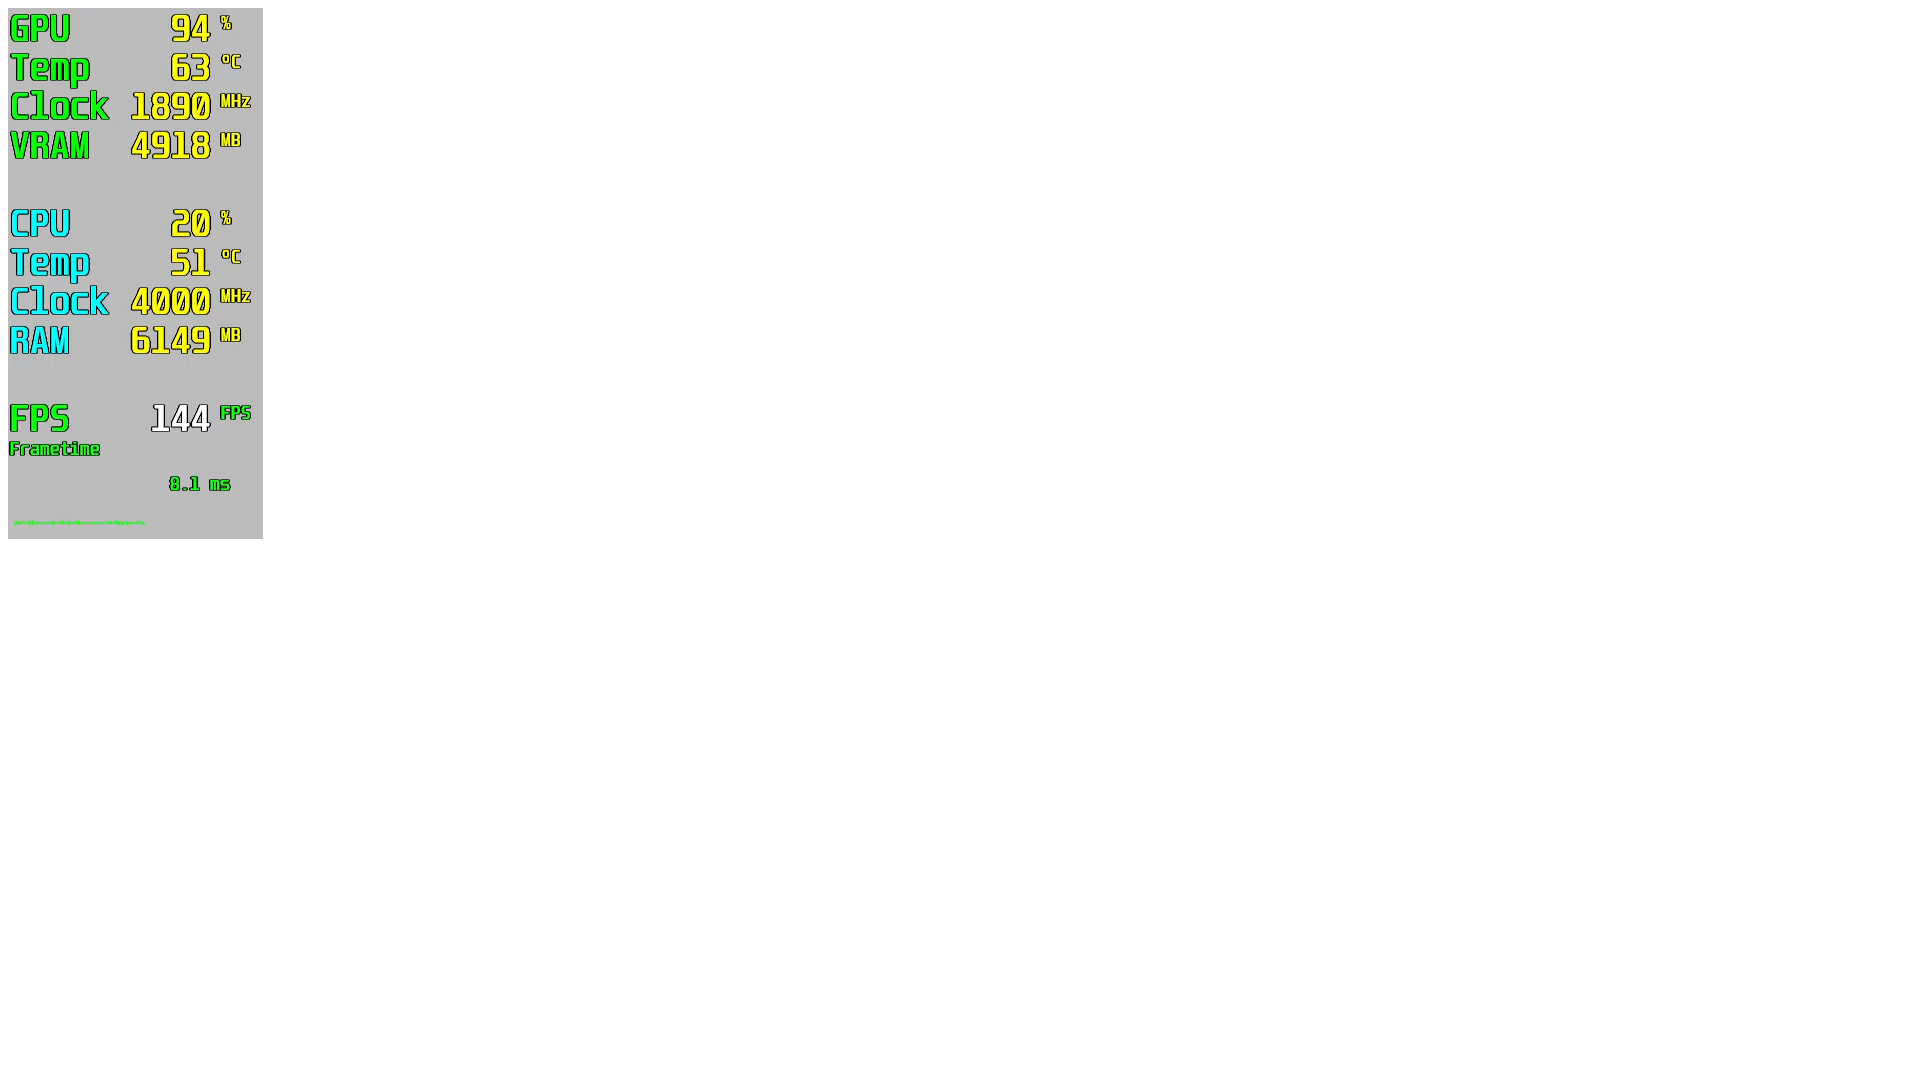 GPU 94 %
Temp 63 °C
Clock 1890 MHz
VRAM 4918 MB
CPU 20 %
Temp 51 °C
Clock 4000 MHz
RAM 6149 MB
FPS 144 FPS
Frametime
8.1 ms